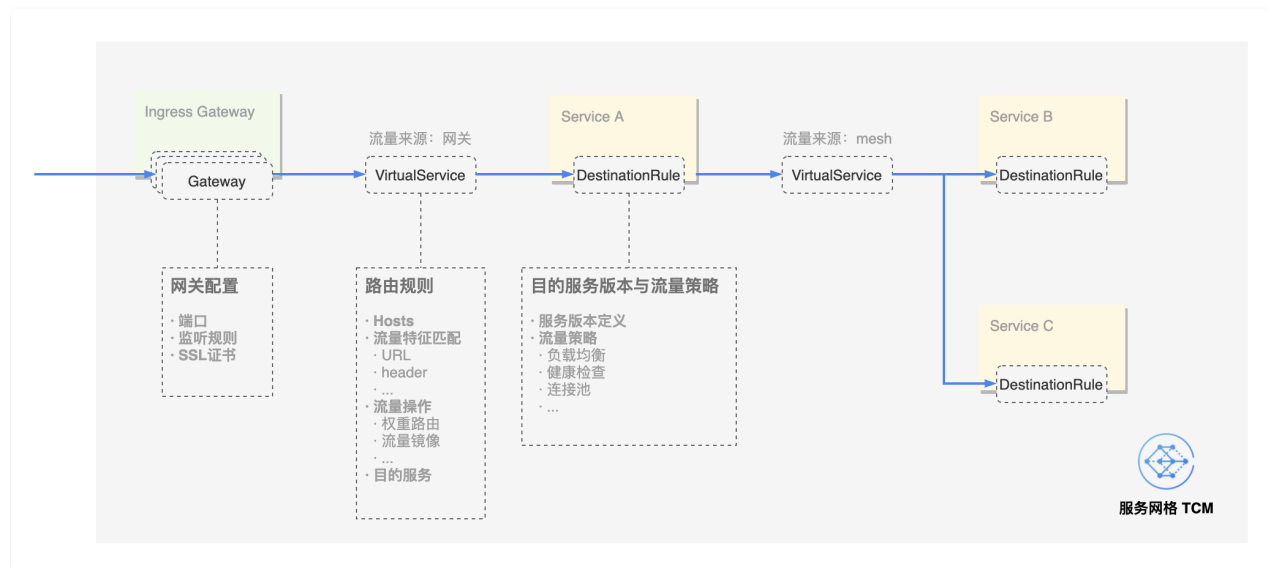 Ingress Gateway
Gateway
流量来源：网关
VirtualService
Service A
DestinationRule
流量来源：mesh
VirtualService
Service B
DestinationRule
Service C
DestinationRule
网关配置
· 端口
· 监听规则
· SSL证书
路由规则
· Hosts
· 流量特征匹配
· URL
· header
· ...
· 流量操作
· 权重路由
· 流量镜像
· ...
· 目的服务
目的服务版本与流量策略
· 服务版本定义
· 流量策略
· 负载均衡
· 健康检查
· 连接池
· ...
服务网格 TCM